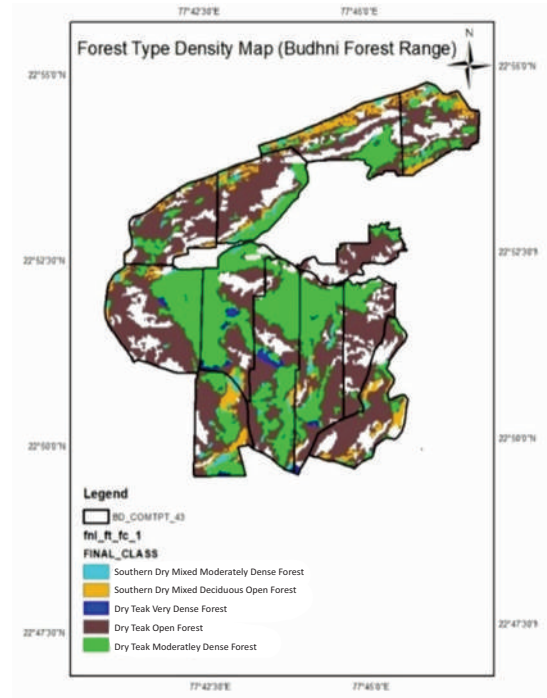 77°42'30"E 77°45'0"E
N
Forest Type Density Map (Budhni Forest Range)
22°55'0"N 22°55'0"N
22°52'30"N 22°52'30"N
22°50'0"N 22°50'0"N
Legend
BD_COMTPT_43
fnl_ft_fc_1
FINAL_CLASS
Southern Dry Mixed Moderately Dense Forest
Southern Dry Mixed Deciduous Open Forest
Dry Teak Very Dense Forest
Dry Teak Open Forest
Dry Teak Moderatley Dense Forest
22°47'30"N 22°47'30"N
77°42'30"E 77°45'0"E